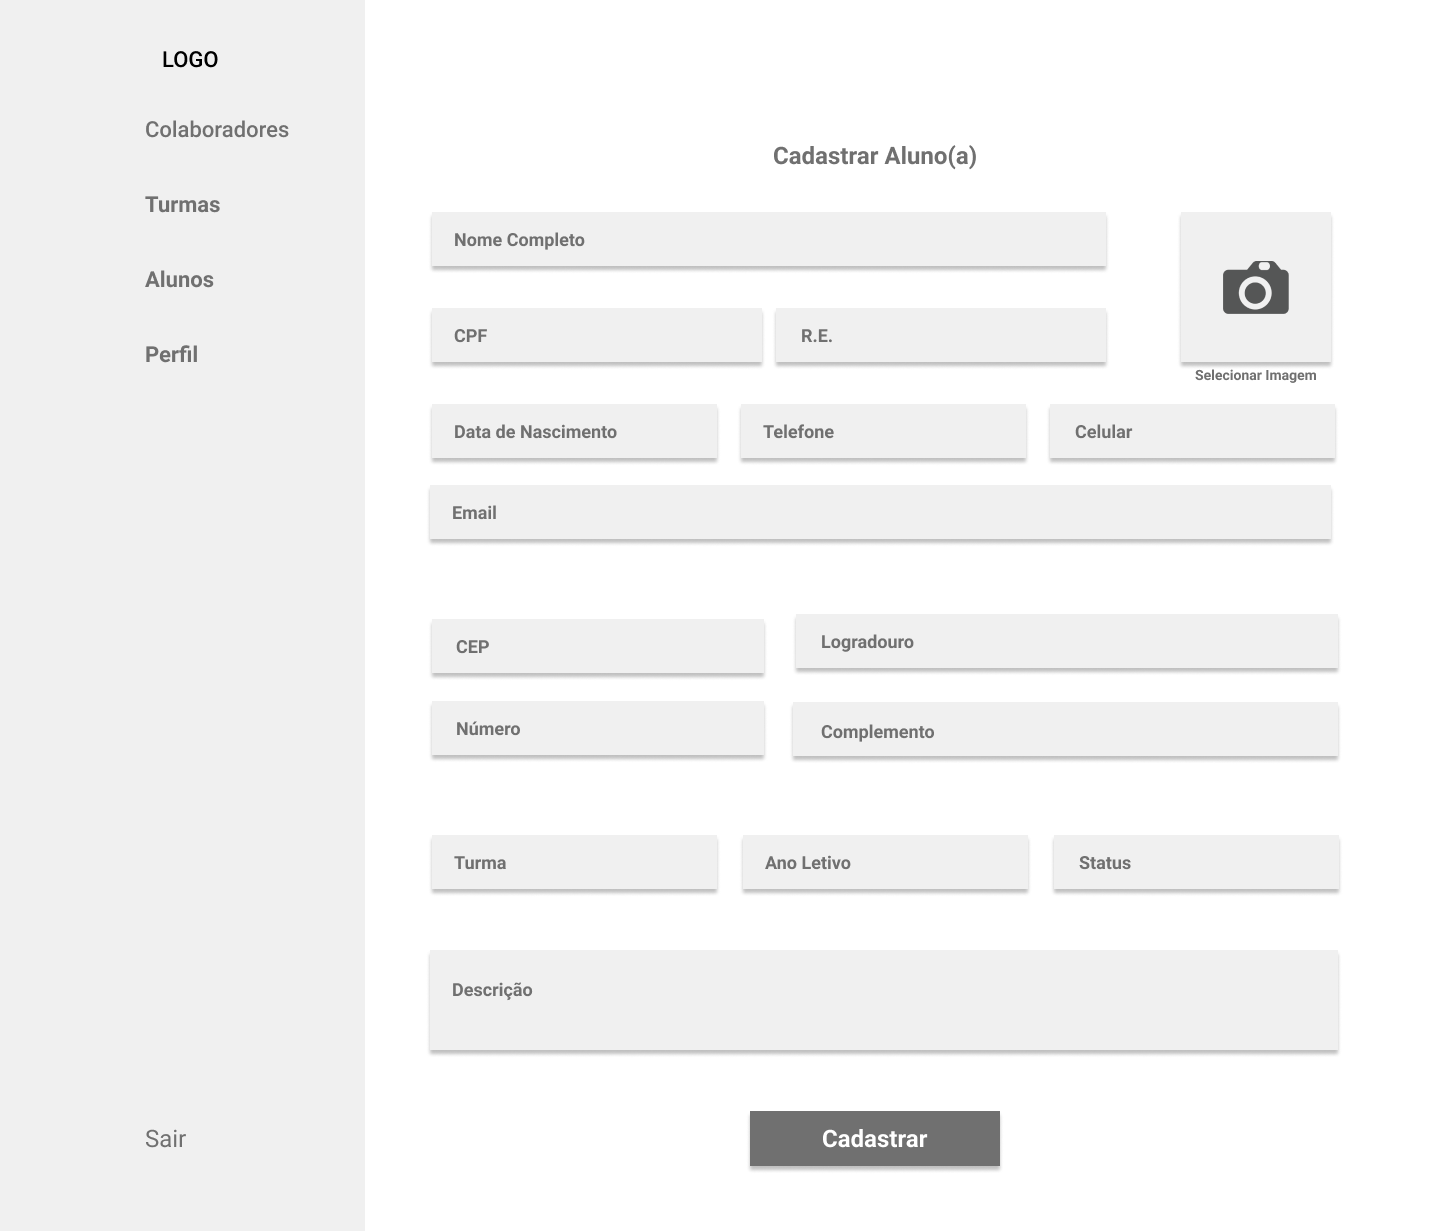 LOGO
Colaboradores
Turmas
Alunos
Perfil
Sair
Cadastrar Aluno(a)
Nome Completo
CPF
R.E.
Selecionar Imagem
Data de Nascimento
Telefone
Celular
Email
CEP
Logradouro
Número
Complemento
Turma
Ano Letivo
Status
Descrição
Cadastrar